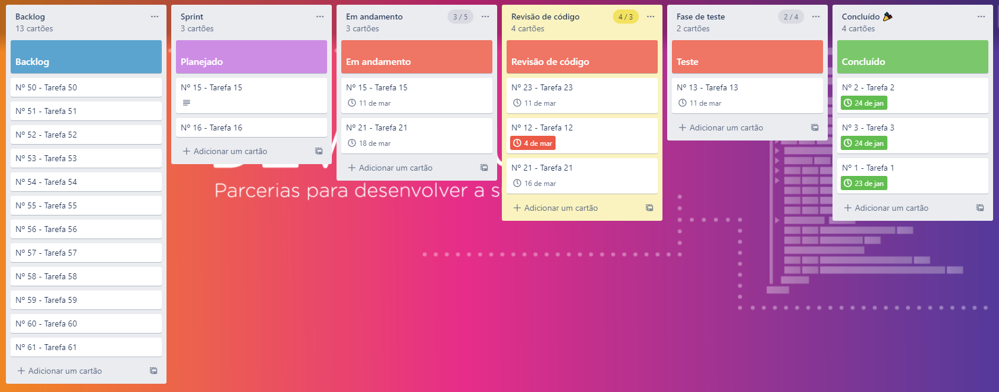 Backlog
13 cartões
Backlog
Nº 50 - Tarefa 50
Nº 51 - Tarefa 51
Nº 52 - Tarefa 52
Nº 53 - Tarefa 53
Nº 54 - Tarefa 54
Nº 55 - Tarefa 55
Nº 56 - Tarefa 56
Nº 57 - Tarefa 57
Nº 58 - Tarefa 58
Nº 59 - Tarefa 59
Nº 60 - Tarefa 60
Nº 61 - Tarefa 61
+ Adicionar um cartão
Sprint
3 cartões
Planejado
Nº 15 - Tarefa 15
Nº 16 - Tarefa 16
+ Adicionar um cartão
Em andamento
3 / 5
3 cartões
Em andamento
Nº 15 - Tarefa 15
11 de mar
Nº 21 - Tarefa 21
18 de mar
+ Adicionar um cartão
Revisão de código
4 / 3
4 cartões
Revisão de código
Nº 23 - Tarefa 23
11 de mar
Nº 12 - Tarefa 12
4 de mar
Nº 21 - Tarefa 21
16 de mar
+ Adicionar um cartão
Fase de teste
2 / 4
2 cartões
Teste
Nº 13 - Tarefa 13
11 de mar
+ Adicionar um cartão
Concluído
4 cartões
Concluído
Nº 2 - Tarefa 2
24 de jan
Nº 3 - Tarefa 3
24 de jan
Nº 1 - Tarefa 1
23 de jan
+ Adicionar um cartão
Parcerias para desenvolver a